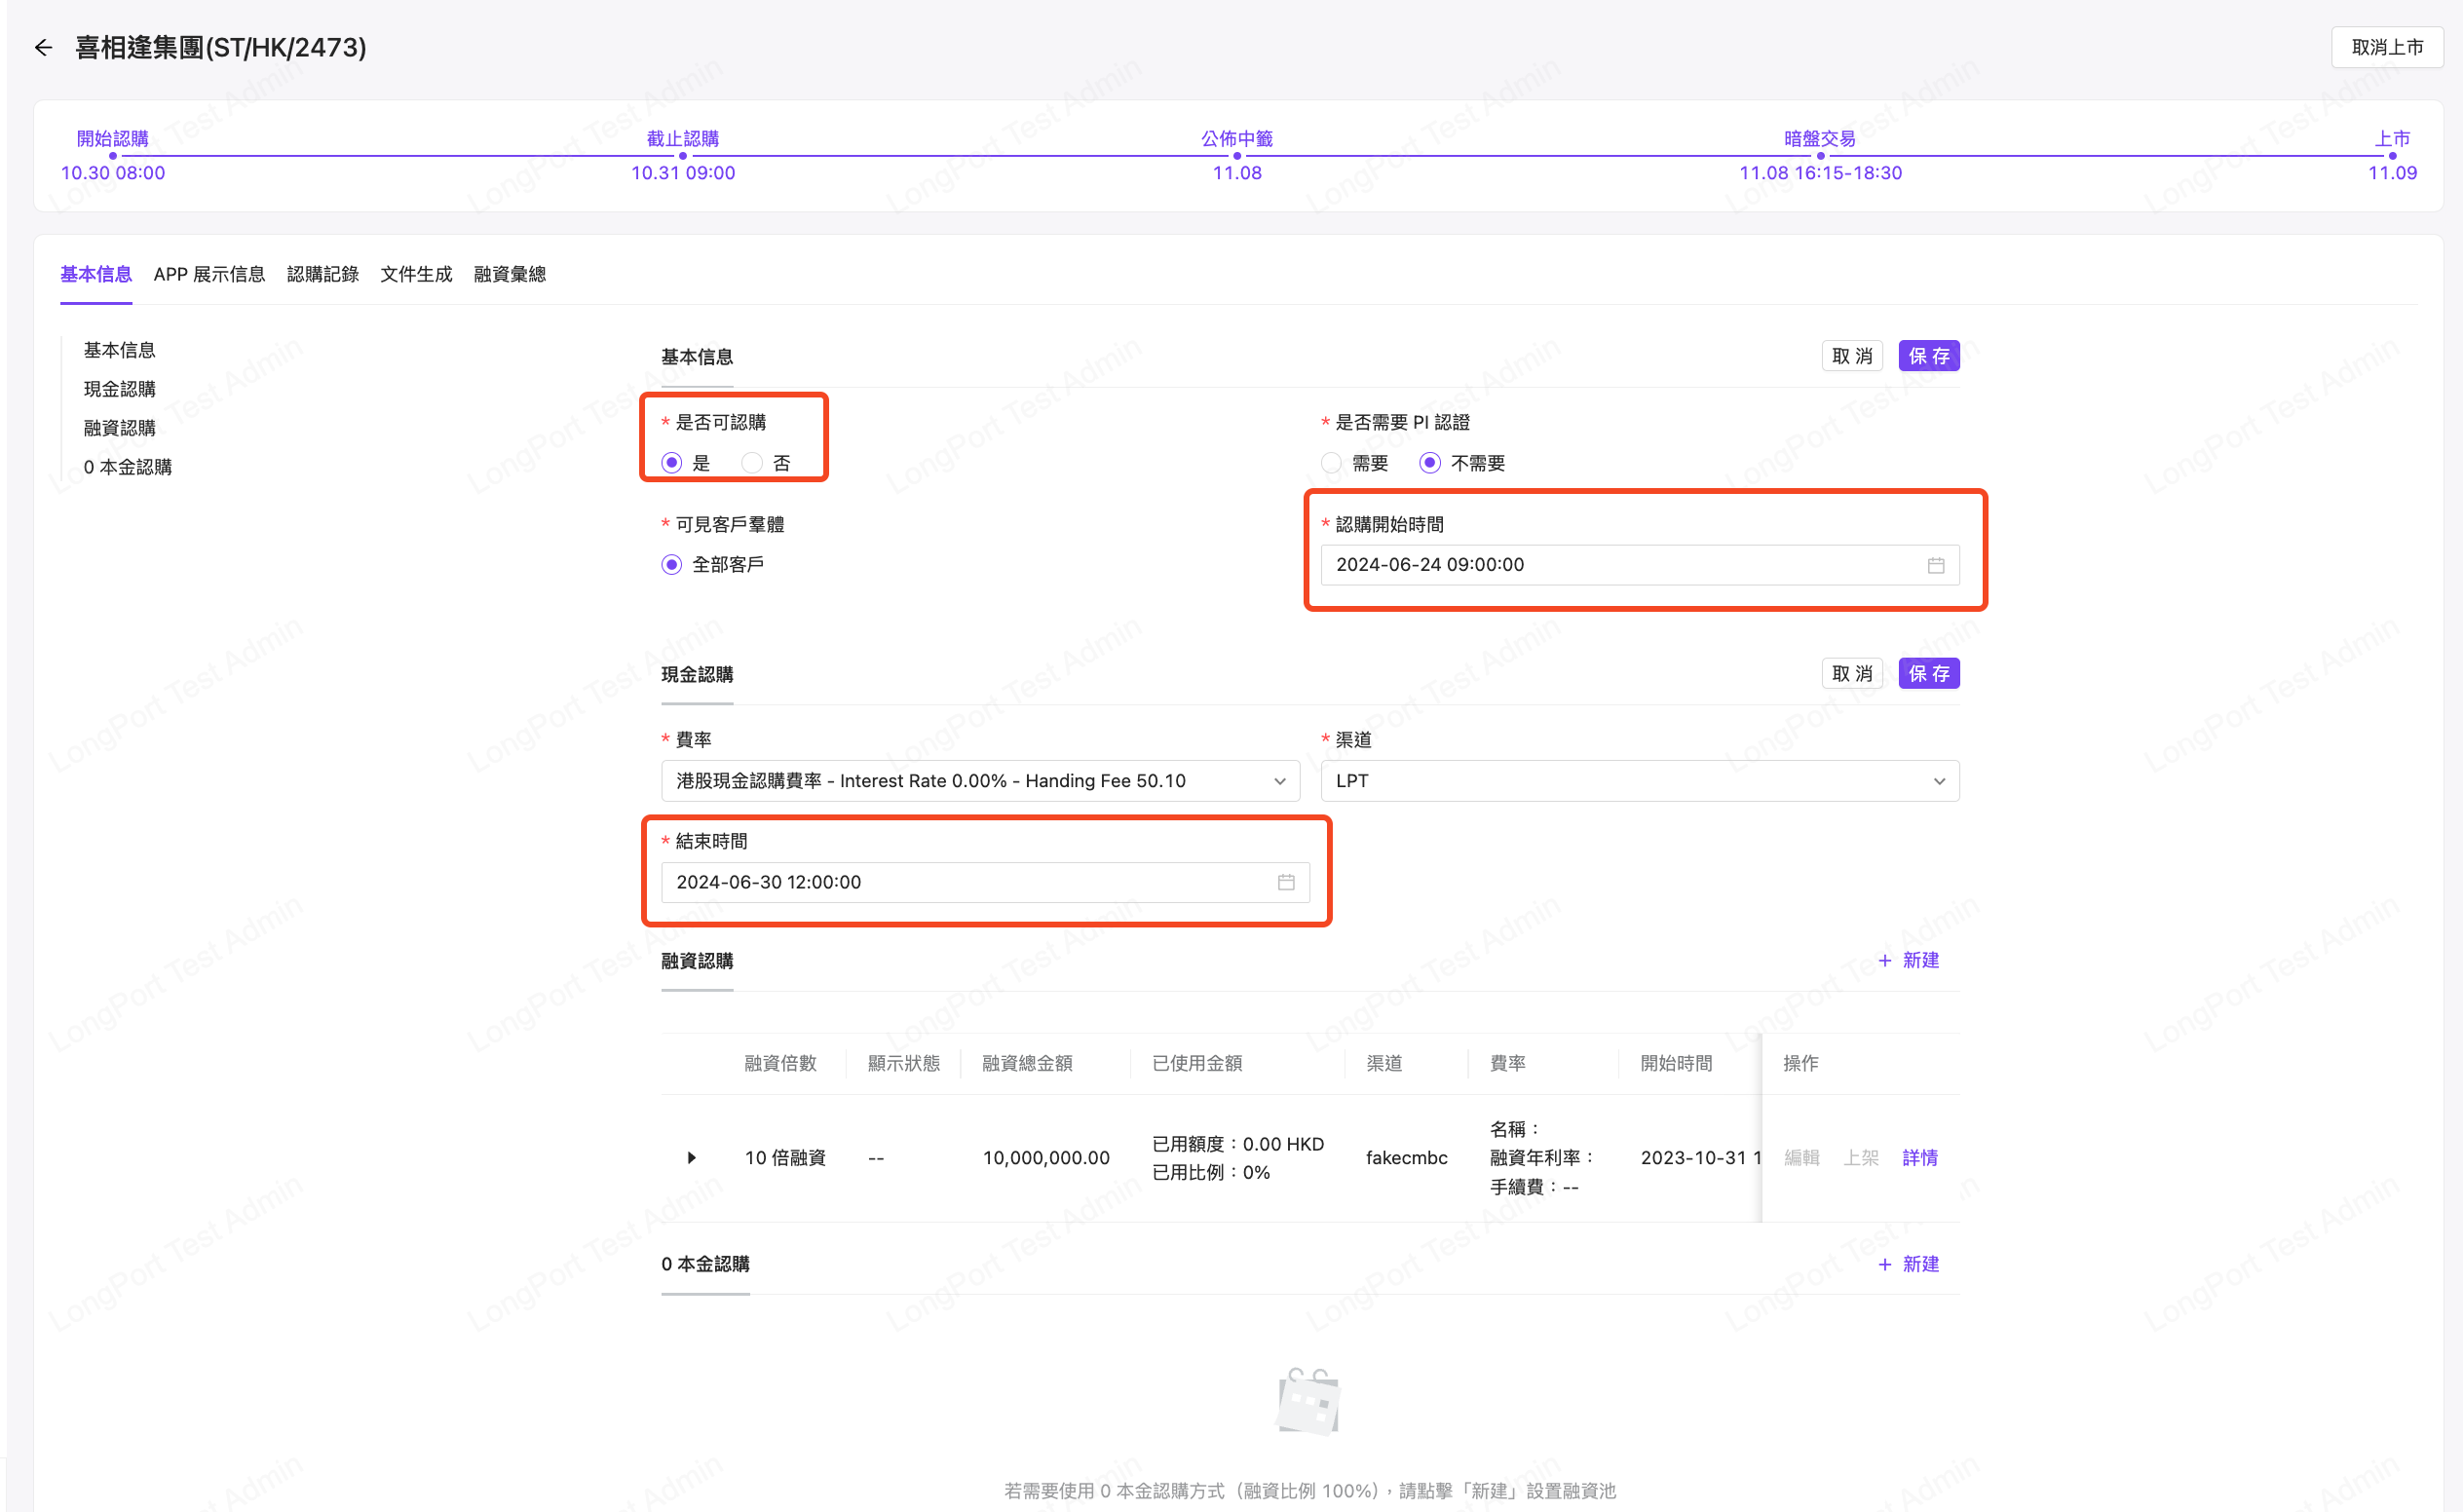 喜相逢集團(ST/HK/2473)
取消上市
開始認購
截止認購
公佈中籤
暗盤交易
上市
10.30 08:00
10.31 09:00
11.08
11.08 16:15-18:30
11.09
基本信息 APP 展示信息 認購記錄 文件生成 融資彙總
基本信息
現金認購
融資認購
0 本金認購
基本信息
取 消 保 存
* 是否可認購
是 否
* 是否需要 PI 認證
需要 不需要
* 可見客戶羣體
全部客戶
* 認購開始時間
2024-06-24 09:00:00
現金認購
取 消 保 存
* 費率
港股現金認購費率 - Interest Rate 0.00% - Handing Fee 50.10
* 渠道
LPT
* 結束時間
2024-06-30 12:00:00
融資認購
+ 新建
融資倍數 顯示狀態 融資總金額 已使用金額 渠道 費率 開始時間 操作
10 倍融資 -- 10,000,000.00
已用額度：0.00 HKD
已用比例：0%
fakecmbc
名稱：
融資年利率：
手續費：--
2023-10-31 1
編輯 上架 詳情
0 本金認購
+ 新建
若需要使用 0 本金認購方式（融資比例 100%），請點擊「新建」設置融資池
LongPort Test Admin